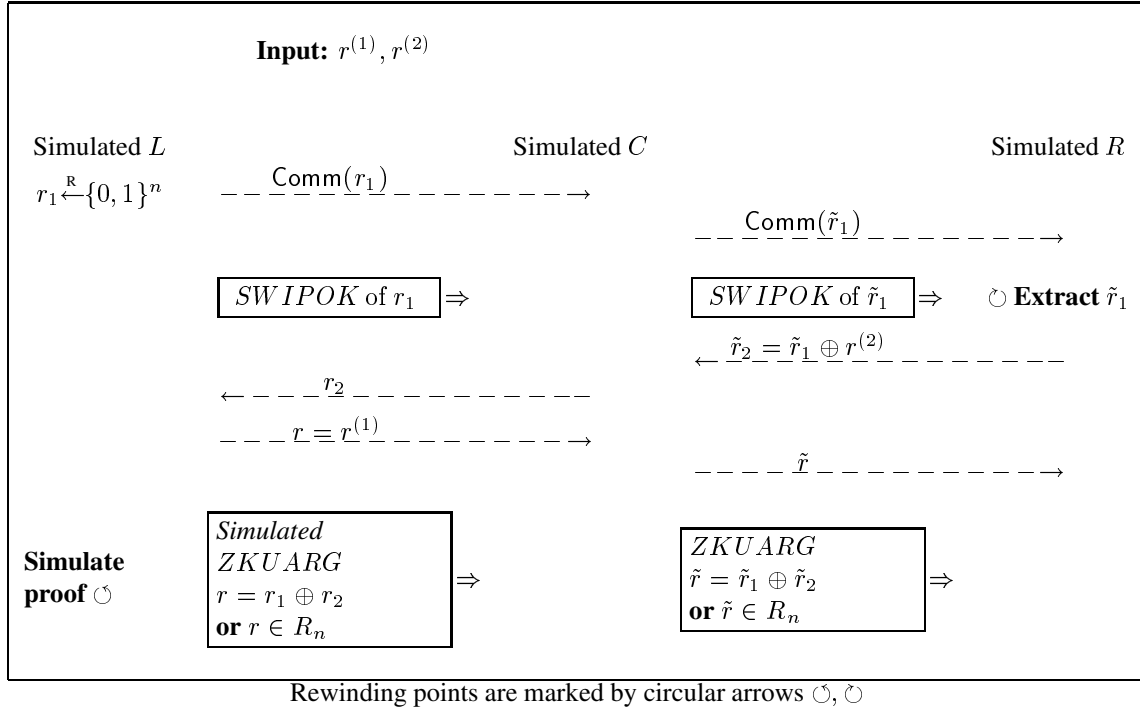 Input: r^(1), r^(2)
Simulated L Simulated C Simulated R
r_1 ←^R {0, 1}^n Comm(r_1)
Comm(r̃_1)
SWIPOK of r_1 ⇒ SWIPOK of r̃_1 ⇒ ↻ Extract r̃_1
r̃_2 = r̃_1 ⊕ r^(2)
r_2
r = r^(1)
r̃
Simulate
proof ↺
Simulated
ZKUARG
r = r_1 ⊕ r_2
or r ∈ R_n
⇒
ZKUARG
r̃ = r̃_1 ⊕ r̃_2
or r̃ ∈ R_n
⇒
Rewinding points are marked by circular arrows ↺, ↻